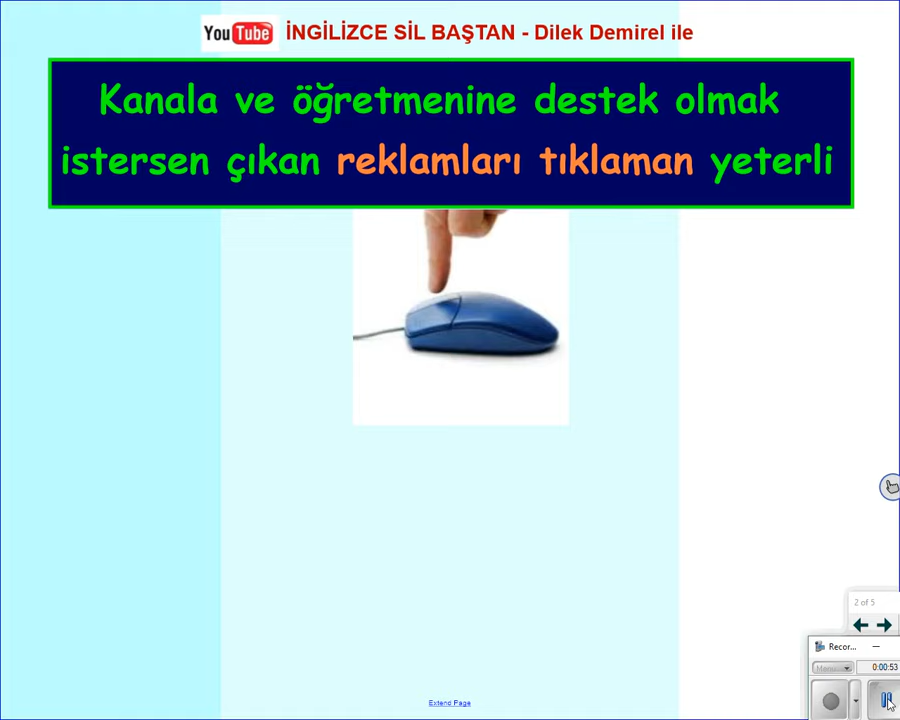 YouTube İNGİLİZCE SİL BAŞTAN - Dilek Demirel ile
Kanala ve öğretmenine destek olmak
istersen çıkan reklamları tıklaman yeterli
2 of 5
Recor...
Manu...
0:00:53
Extend Page